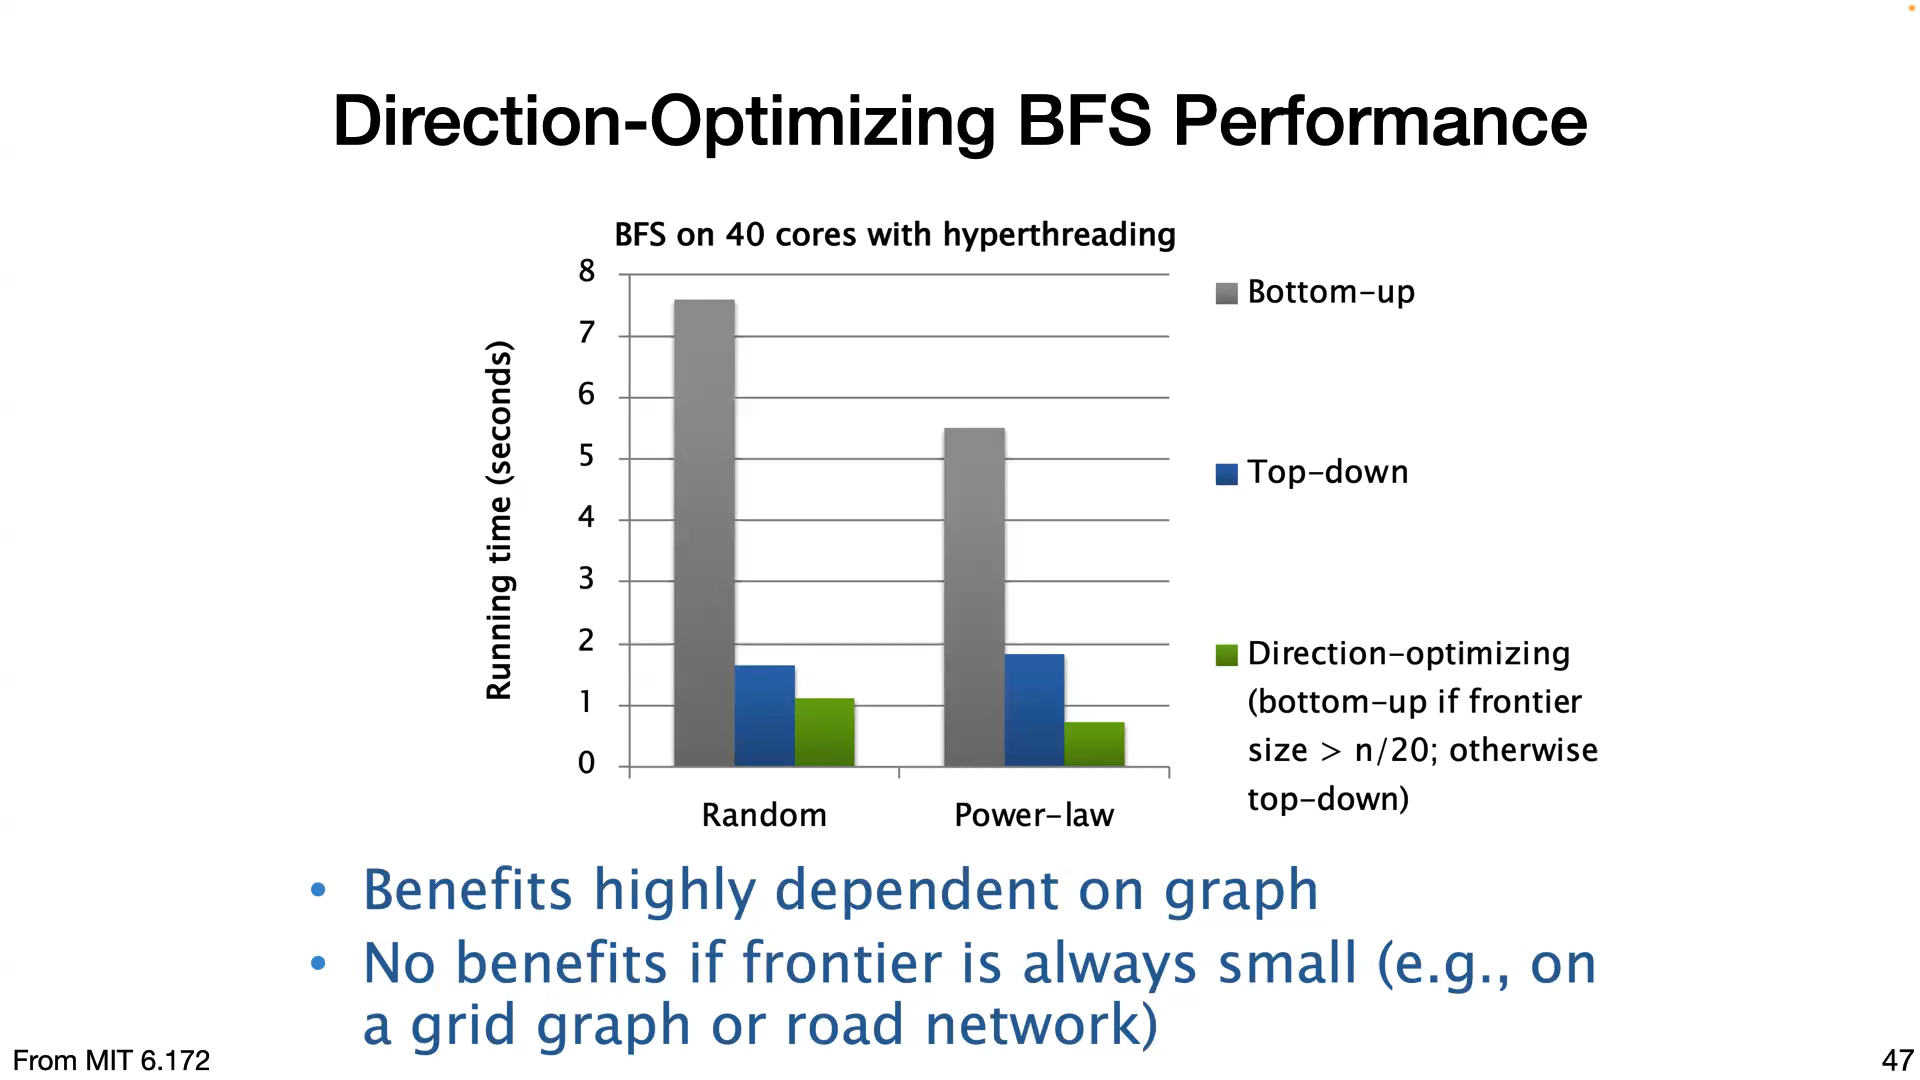 Direction-Optimizing BFS Performance
BFS on 40 cores with hyperthreading
Running time (seconds)
8
7
6
5
4
3
2
1
0
Random
Power-law
Bottom-up
Top-down
Direction-optimizing
(bottom-up if frontier
size > n/20; otherwise
top-down)
• Benefits highly dependent on graph
• No benefits if frontier is always small (e.g., on
a grid graph or road network)
From MIT 6.172
47